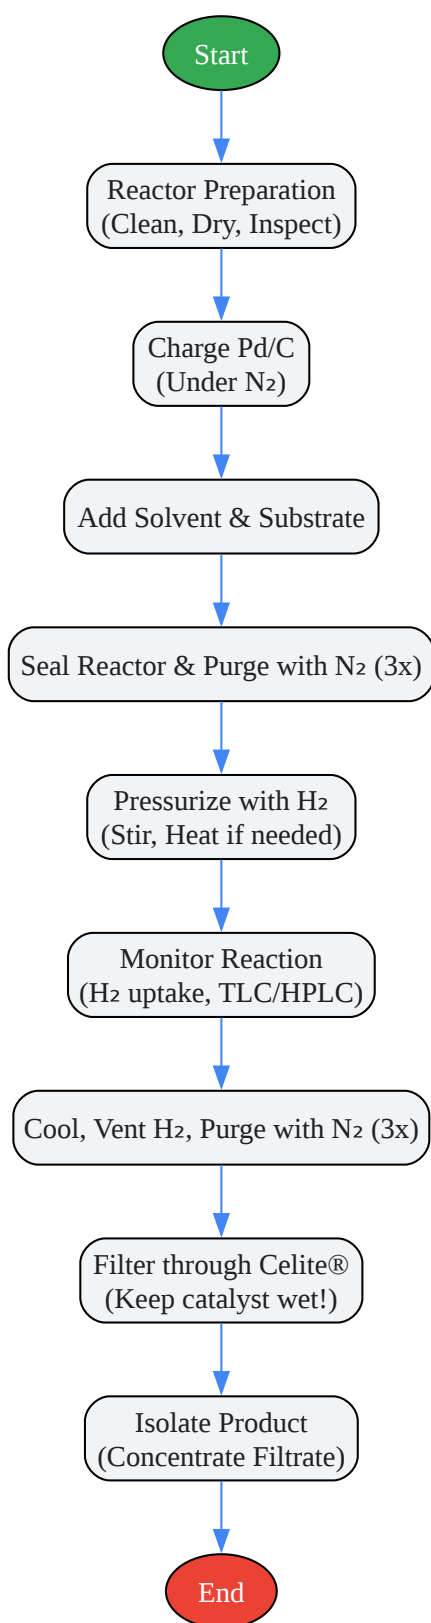 Start
Reactor Preparation
(Clean, Dry, Inspect)
Charge Pd/C
(Under N₂)
Add Solvent & Substrate
Seal Reactor & Purge with N₂ (3x)
Pressurize with H₂
(Stir, Heat if needed)
Monitor Reaction
(H₂ uptake, TLC/HPLC)
Cool, Vent H₂, Purge with N₂ (3x)
Filter through Celite®
(Keep catalyst wet!)
Isolate Product
(Concentrate Filtrate)
End